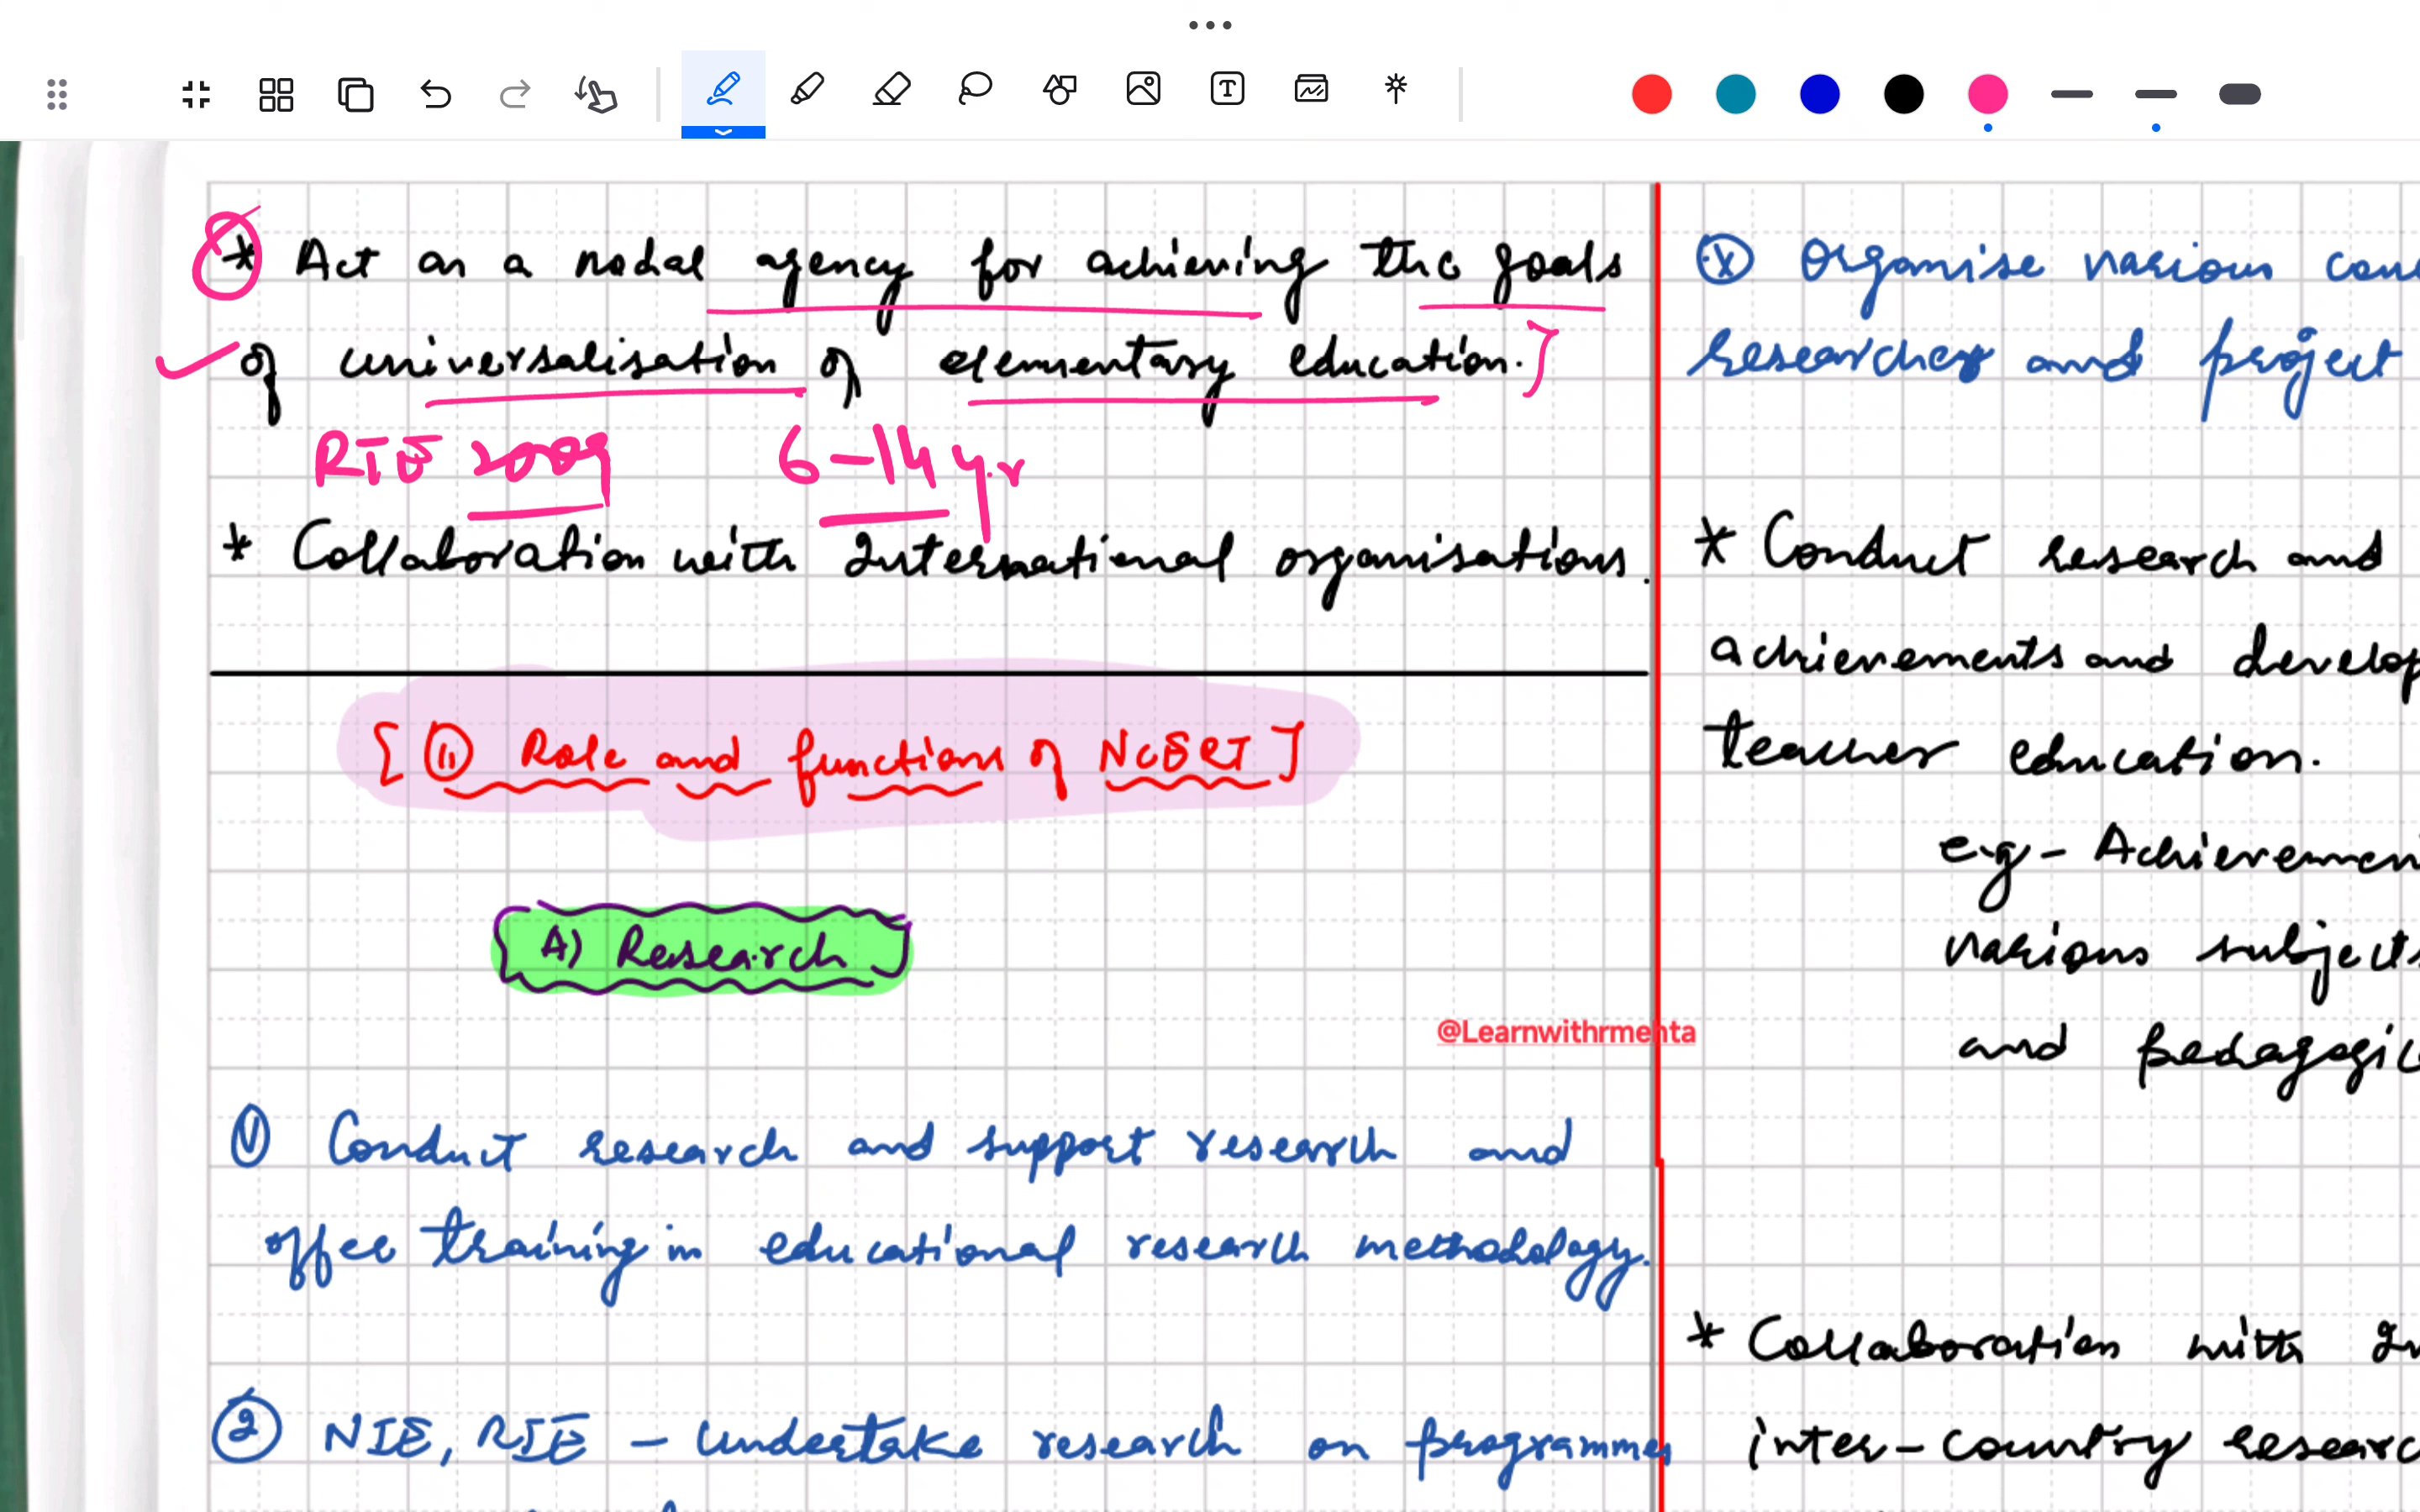 * Act as a nodal agency for achieving the goals
of universalisation of elementary education.
RTE 2009 6-14 yr
* Collaboration with International organisations.
[ (ii) Role and functions of NCERT ]
A) Research
@Learnwithrmehta
① Conduct research and support research and
offer training in educational research methodology.
② NIE, RIE - undertake research on programmes
Organise various
researches and project
* Conduct research and
achievements and develop
teacher education.
e.g - Achievemen
various subjects
and pedagogic
* Collaboration with In
inter-country researc